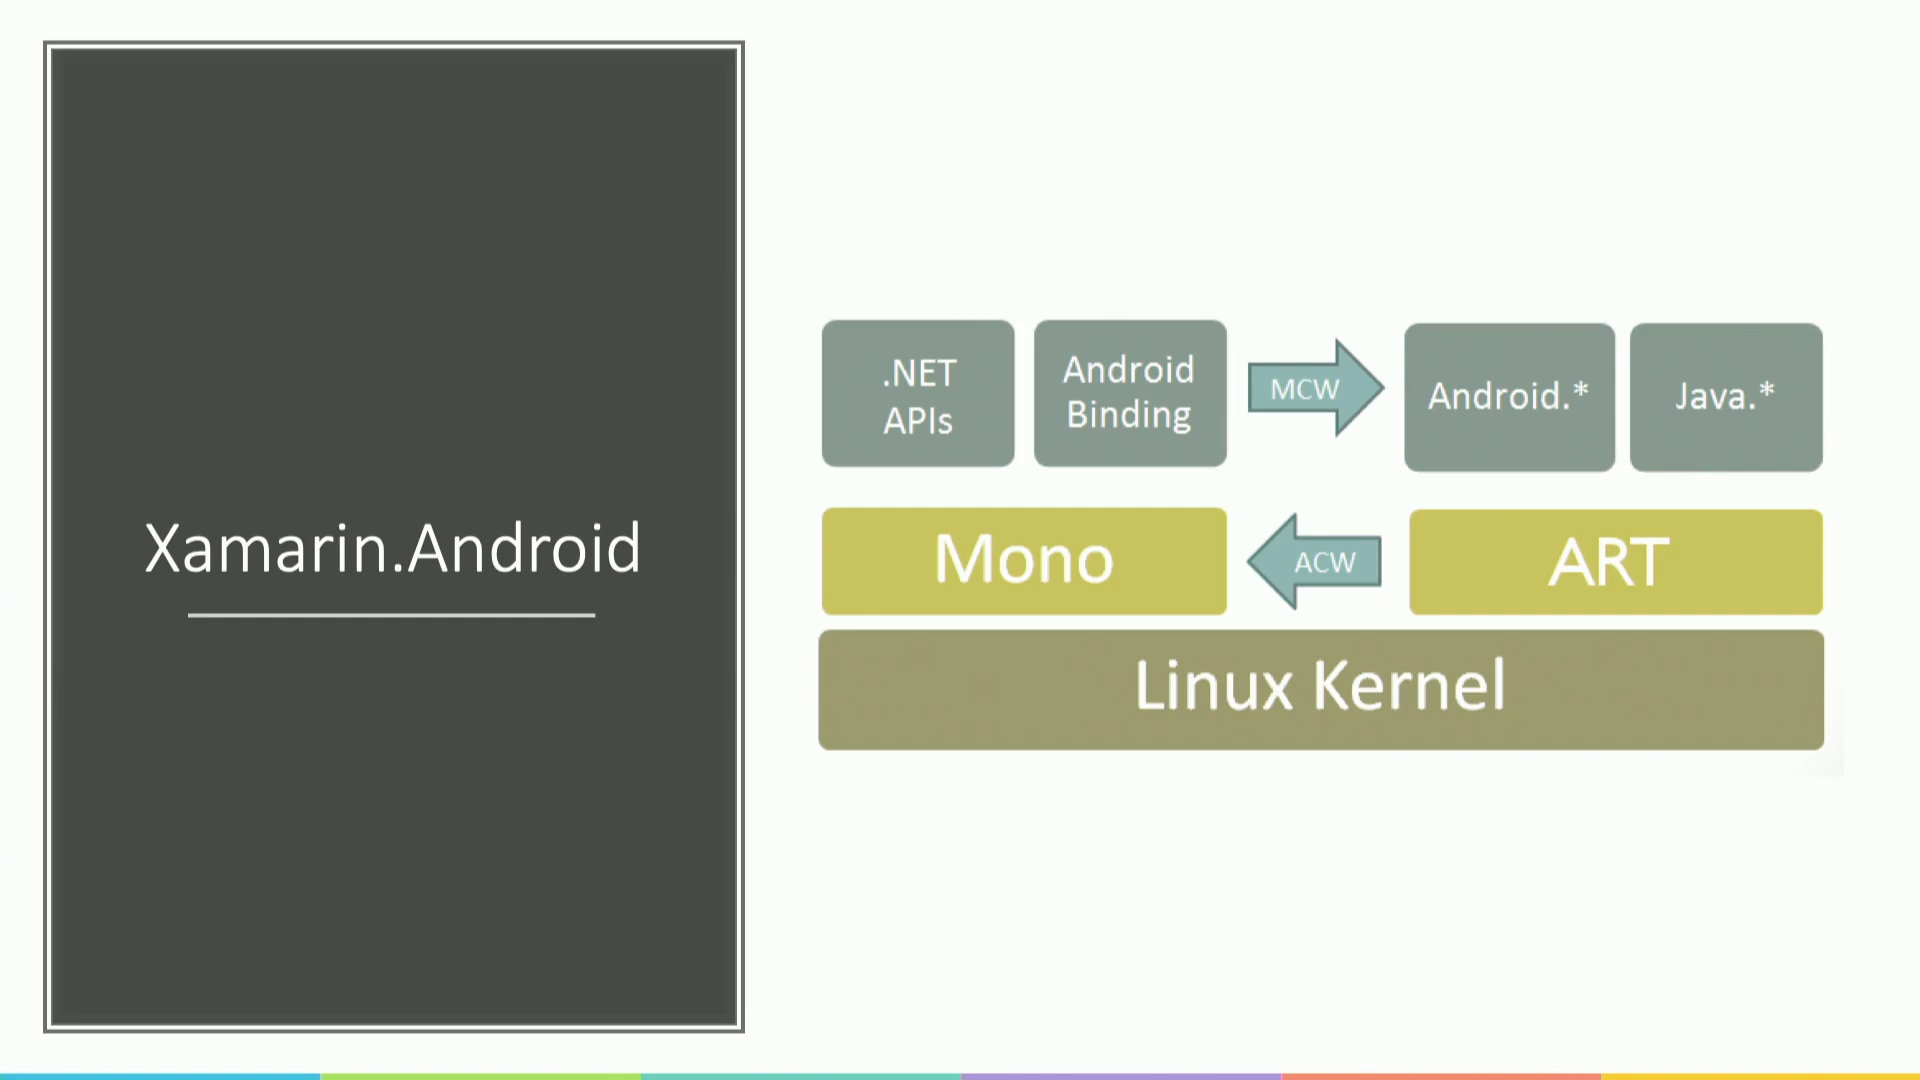 Xamarin.Android
.NET
APIs
Android
Binding
MCW
Android.*
Java.*
Mono
ACW
ART
Linux Kernel